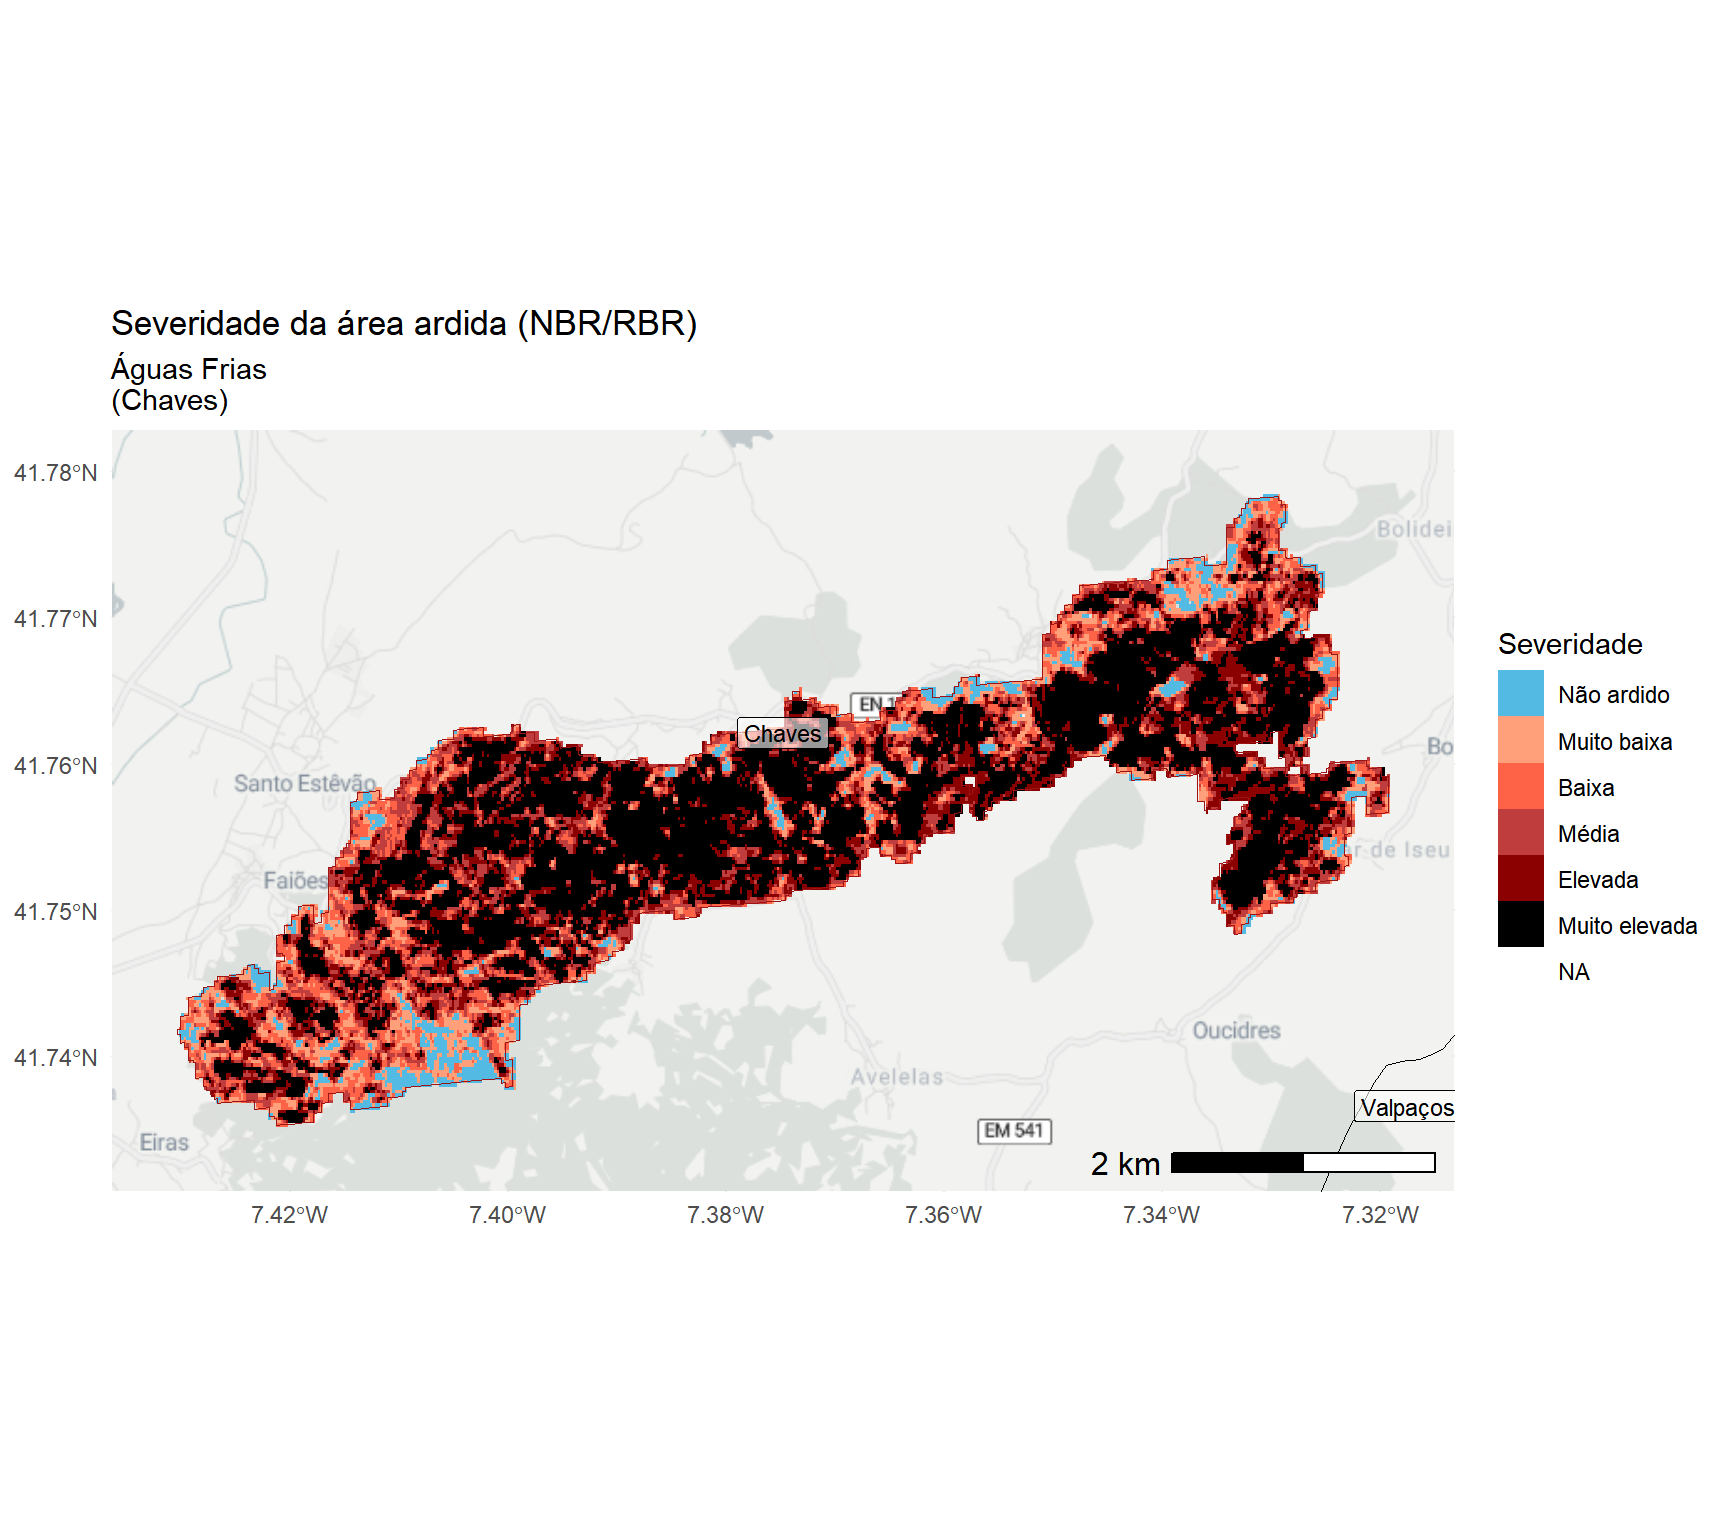 Severidade da área ardida (NBR/RBR)
Águas Frias
(Chaves)
41.78°N
41.77°N
41.76°N
41.75°N
41.74°N
Bolidei
EN 1
Chaves
Bo
Santo Estêvão
or de Iseu
Faiões
Oucidres
Avelelas
Valpaços
EM 541
Eiras
2 km
7.42°W
7.40°W
7.38°W
7.36°W
7.34°W
7.32°W
Severidade
Não ardido
Muito baixa
Baixa
Média
Elevada
Muito elevada
NA